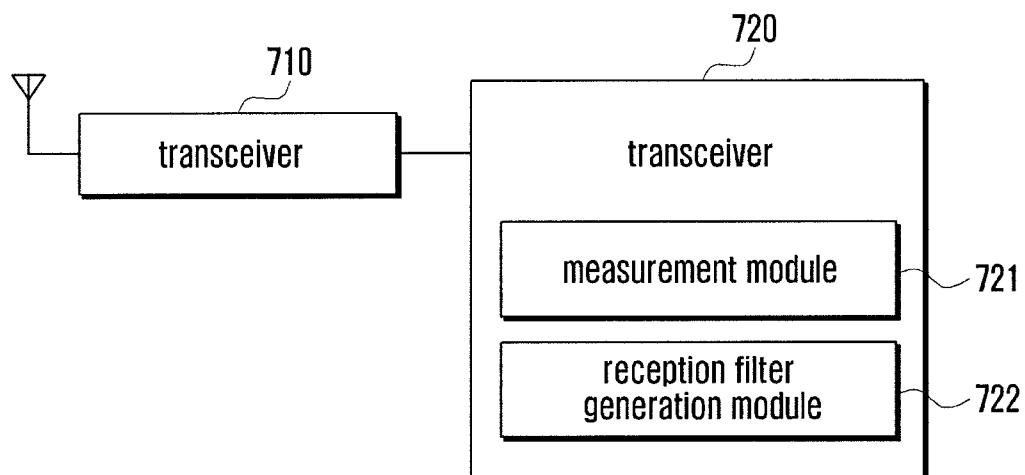 720
710
transceiver
transceiver
measurement module
721
reception filter
generation module
722